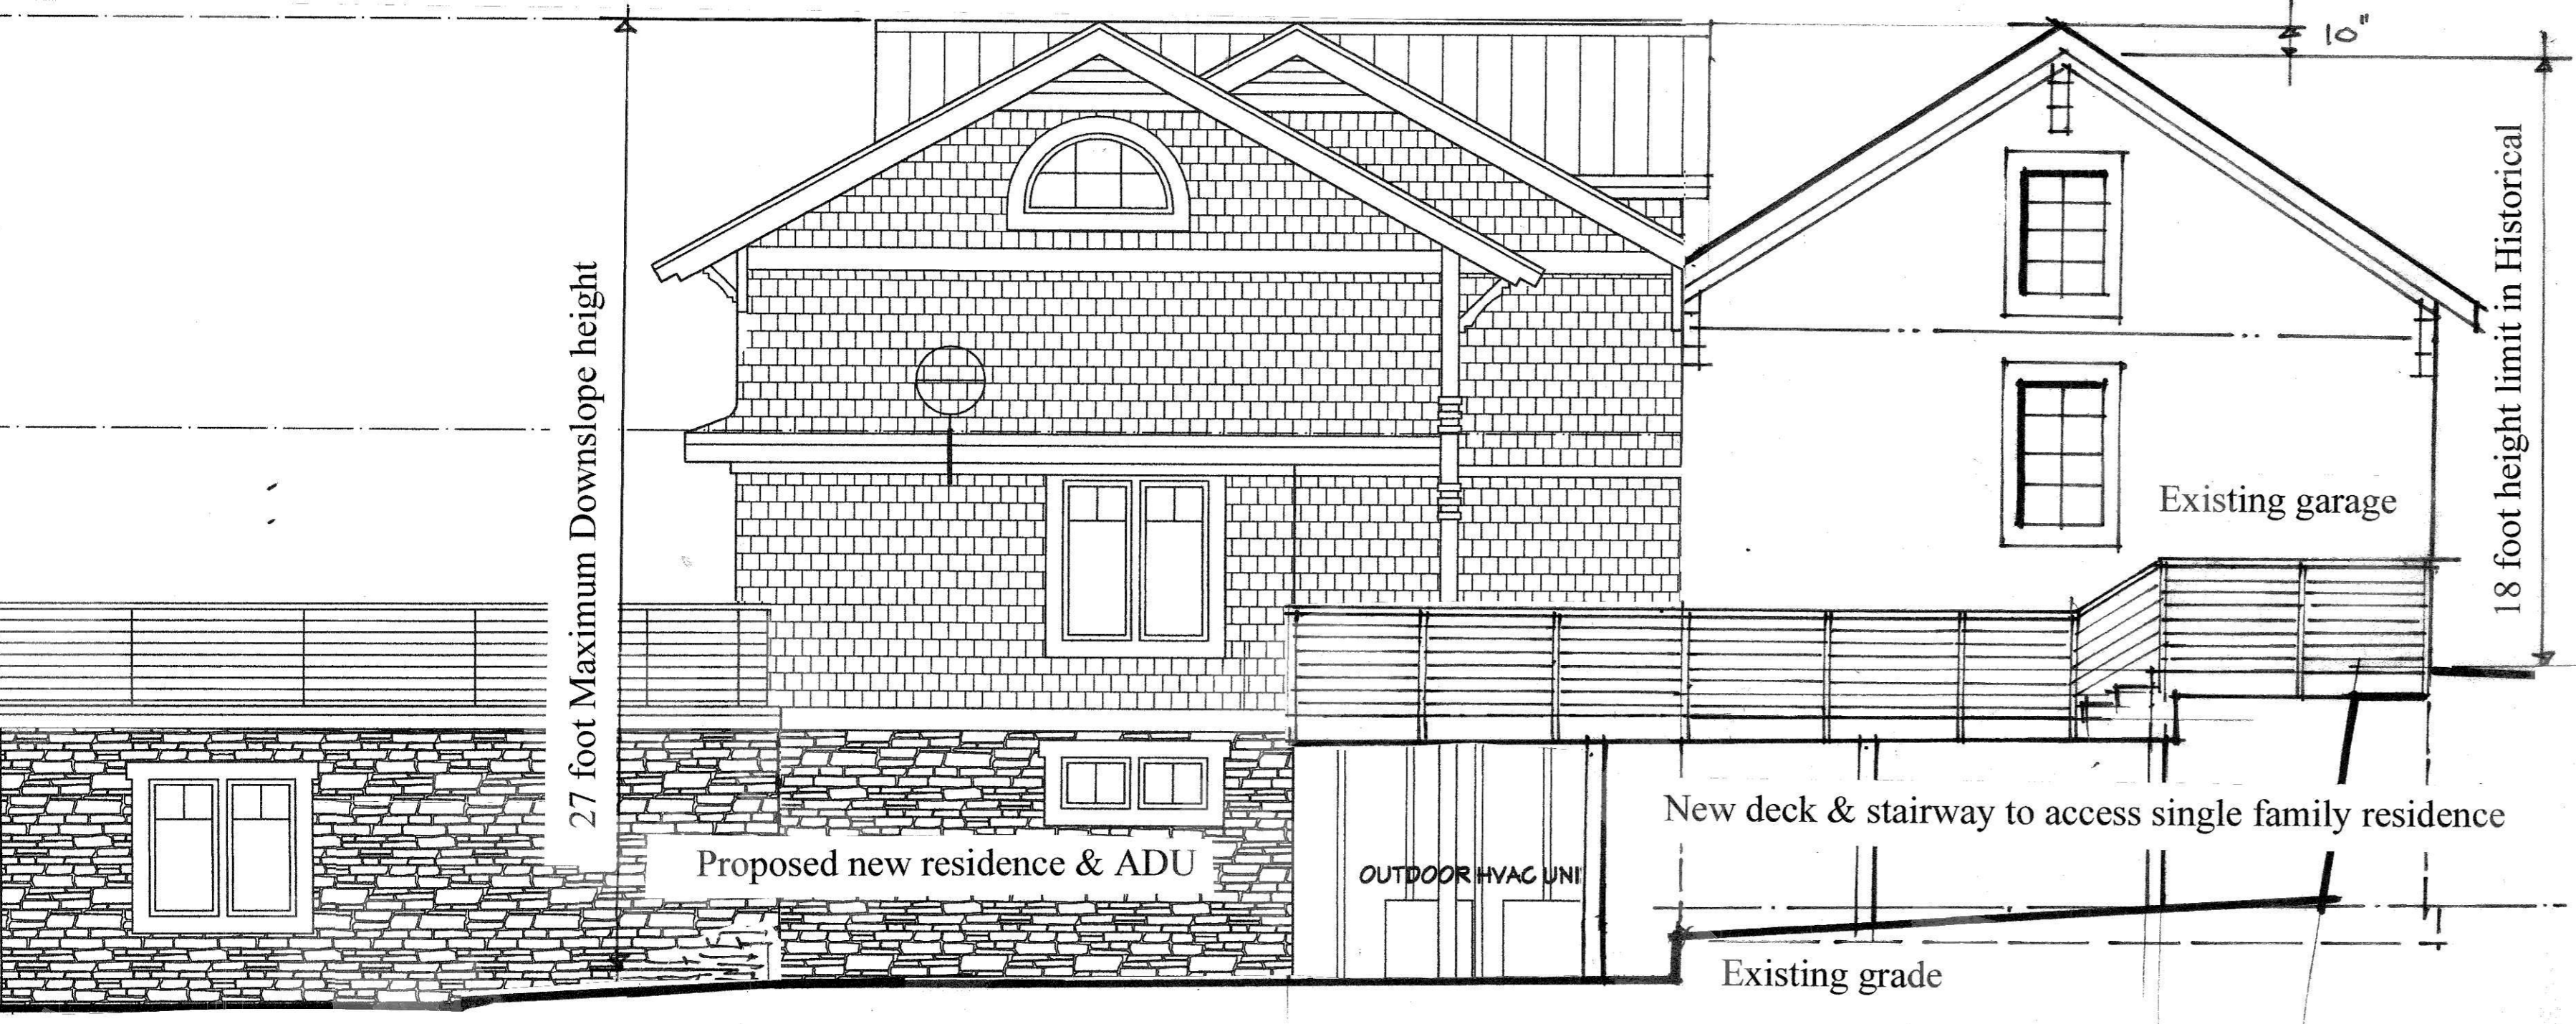 10"
27 foot Maximum Downslope height
18 foot height limit in Historical
Existing garage
New deck & stairway to access single family residence
Proposed new residence & ADU
OUTDOOR HVAC UNI
Existing grade